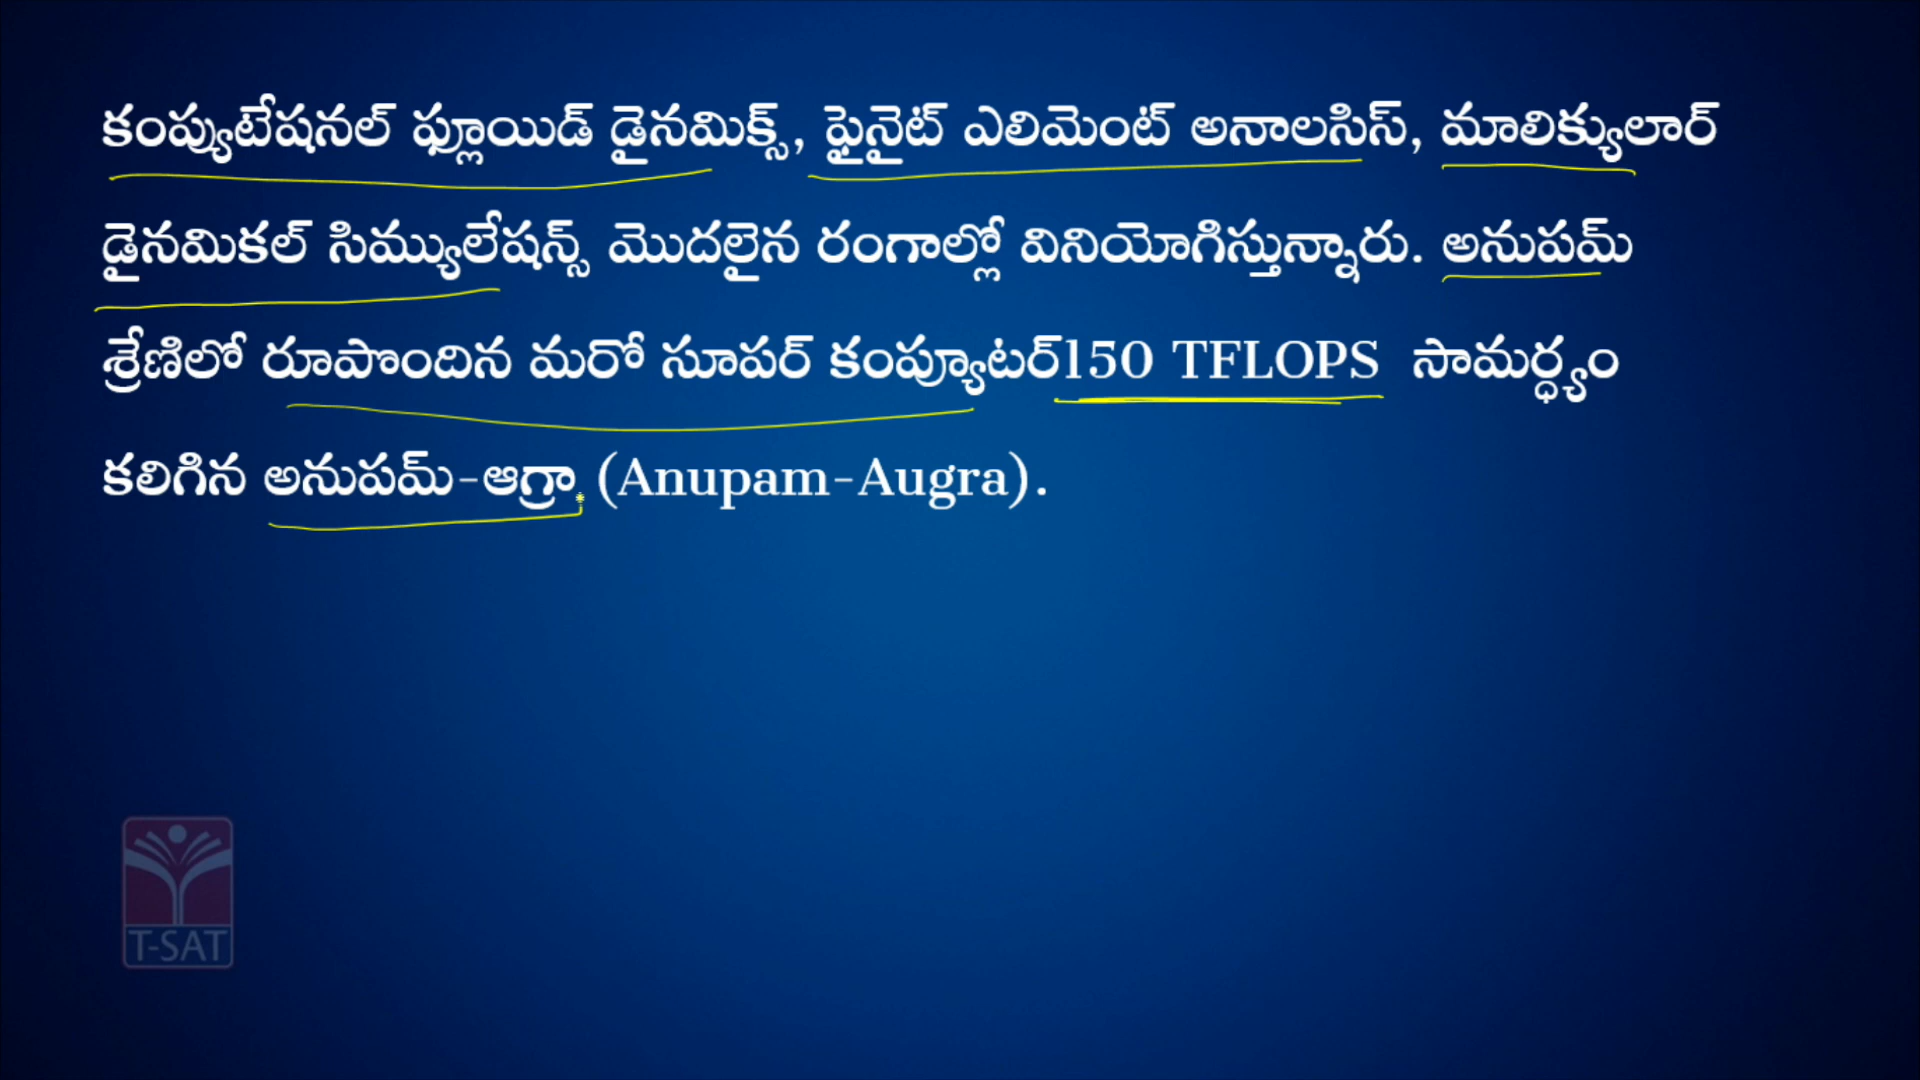 కంప్యుటేషనల్ ఫ్లూయిడ్ డైనమిక్స్, ఫైనైట్ ఎలిమెంట్ అనాలసిస్, మాలిక్యులార్
డైనమికల్ సిమ్యులేషన్స్ మొదలైన రంగాల్లో వినియోగిస్తున్నారు. అనుపమ్
శ్రేణిలో రూపొందిన మరో సూపర్ కంప్యూటర్150 TFLOPS సామర్ధ్యం
కలిగిన అనుపమ్-ఆగ్రా (Anupam-Augra).
T-SAT